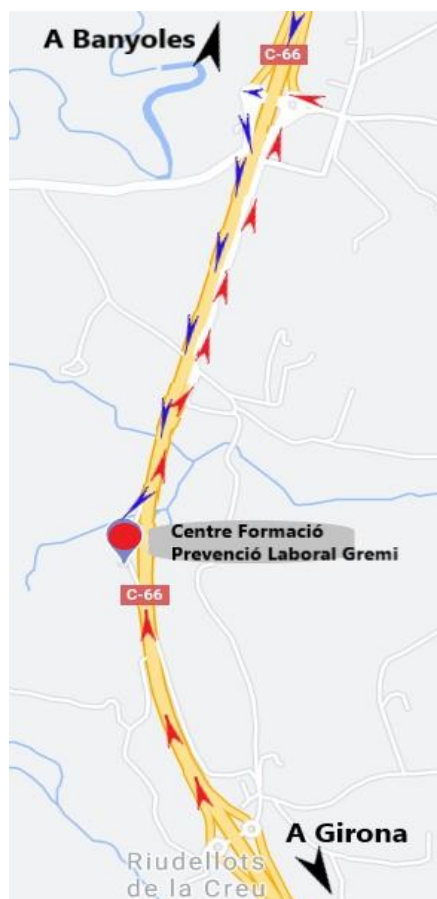 A Banyoles
C-66
Centre Formació
Prevenció Laboral Gremi
C-66
A Girona
Riudellots
de la Creu